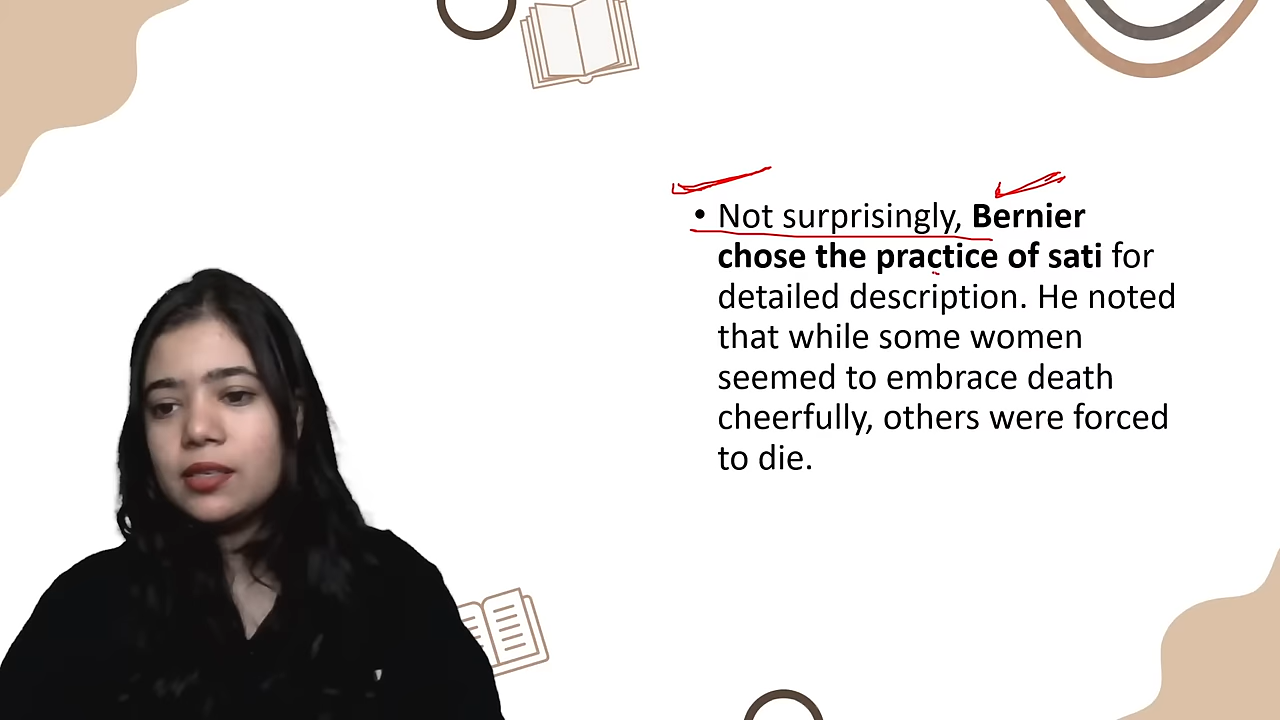 • Not surprisingly, Bernier
chose the practice of sati for
detailed description. He noted
that while some women
seemed to embrace death
cheerfully, others were forced
to die.